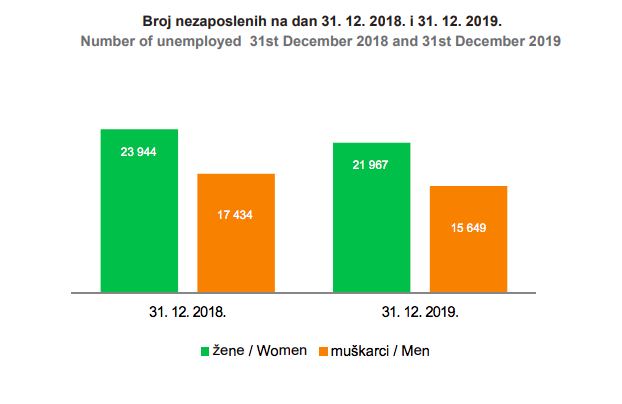 Broj nezaposlenih na dan 31. 12. 2018. i 31. 12. 2019.
Number of unemployed  31st December 2018 and 31st December 2019
23 944
17 434
21 967
15 649
31. 12. 2018.
31. 12. 2019.
žene / Women
muškarci / Men